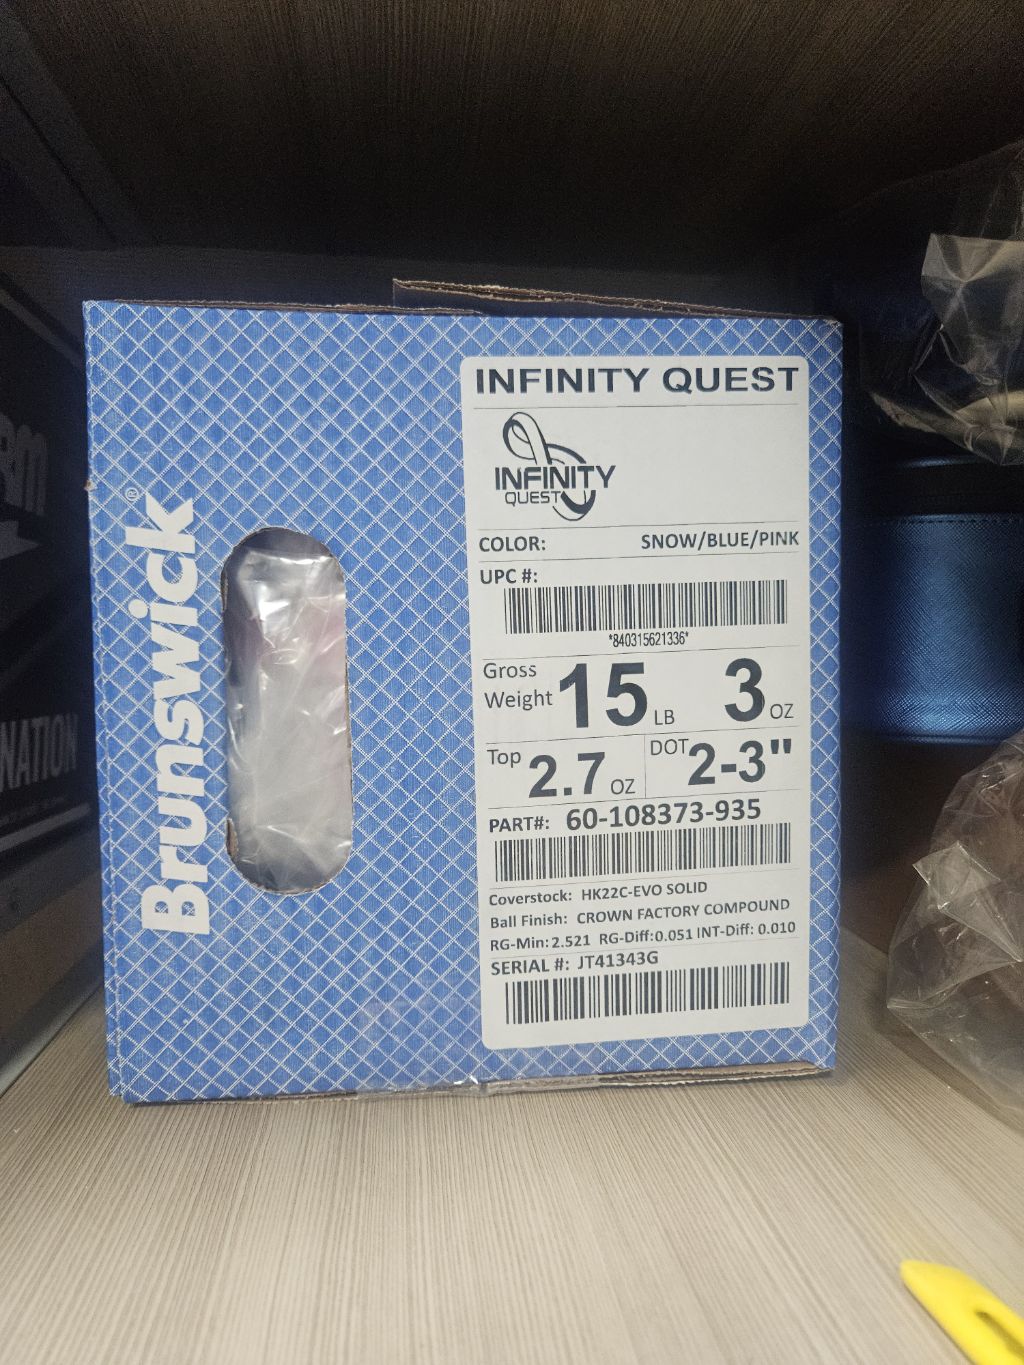 INFINITY QUEST
INFINITY
QUEST
COLOR: SNOW/BLUE/PINK
UPC #:
*840315621336*
Gross Weight 15 LB 3 OZ
Top 2.7 OZ DOT 2-3"
PART#: 60-108373-935
Coverstock: HK22C-EVO SOLID
Ball Finish: CROWN FACTORY COMPOUND
RG-Min: 2.521 RG-Diff: 0.051 INT-Diff: 0.010
SERIAL #: JT41343G
Brunswick®
NATION